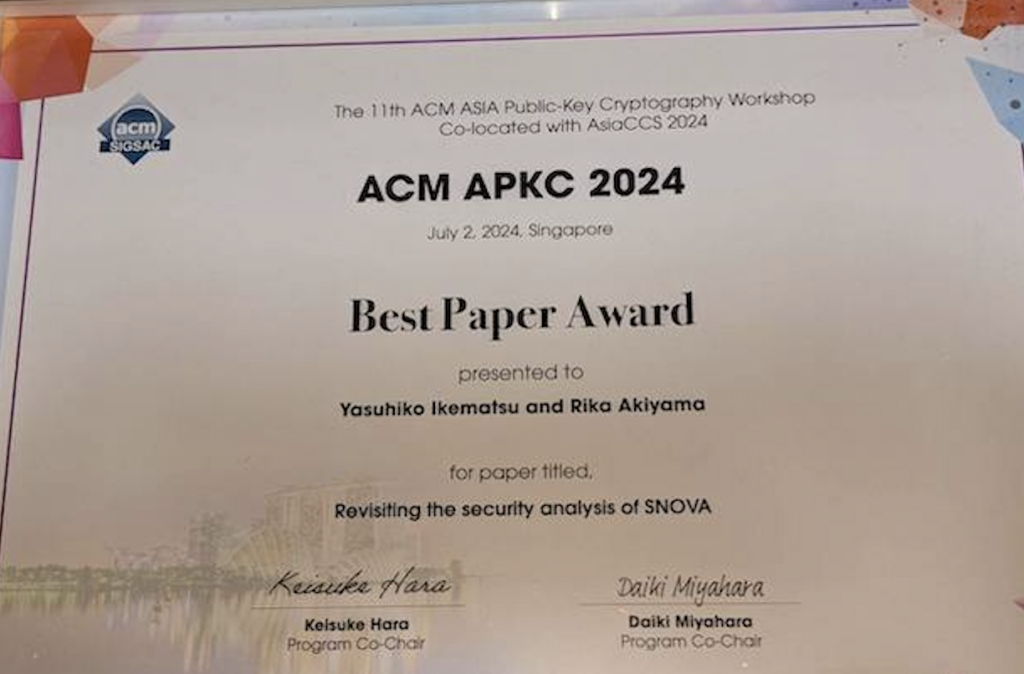 acm
SIGSAC
The 11th ACM ASIA Public-Key Cryptography Workshop
Co-located with AsiaCCS 2024
ACM APKC 2024
July 2, 2024, Singapore
Best Paper Award
presented to
Yasuhiko Ikematsu and Rika Akiyama
for paper titled,
Revisiting the security analysis of SNOVA
Keisuke Hara
Daiki Miyahara
Keisuke Hara
Daiki Miyahara
Program Co-Chair
Program Co-Chair